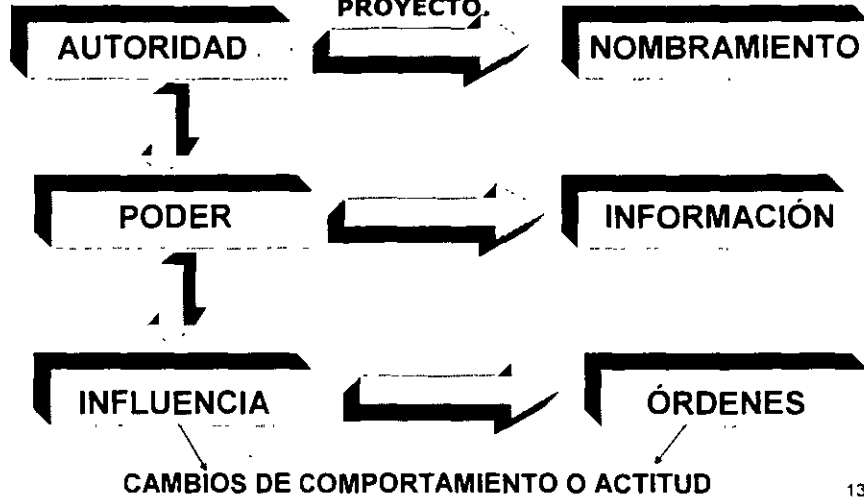 PROYECTO.
AUTORIDAD NOMBRAMIENTO
PODER INFORMACIÓN
INFLUENCIA ÓRDENES
CAMBIOS DE COMPORTAMIENTO O ACTITUD
13